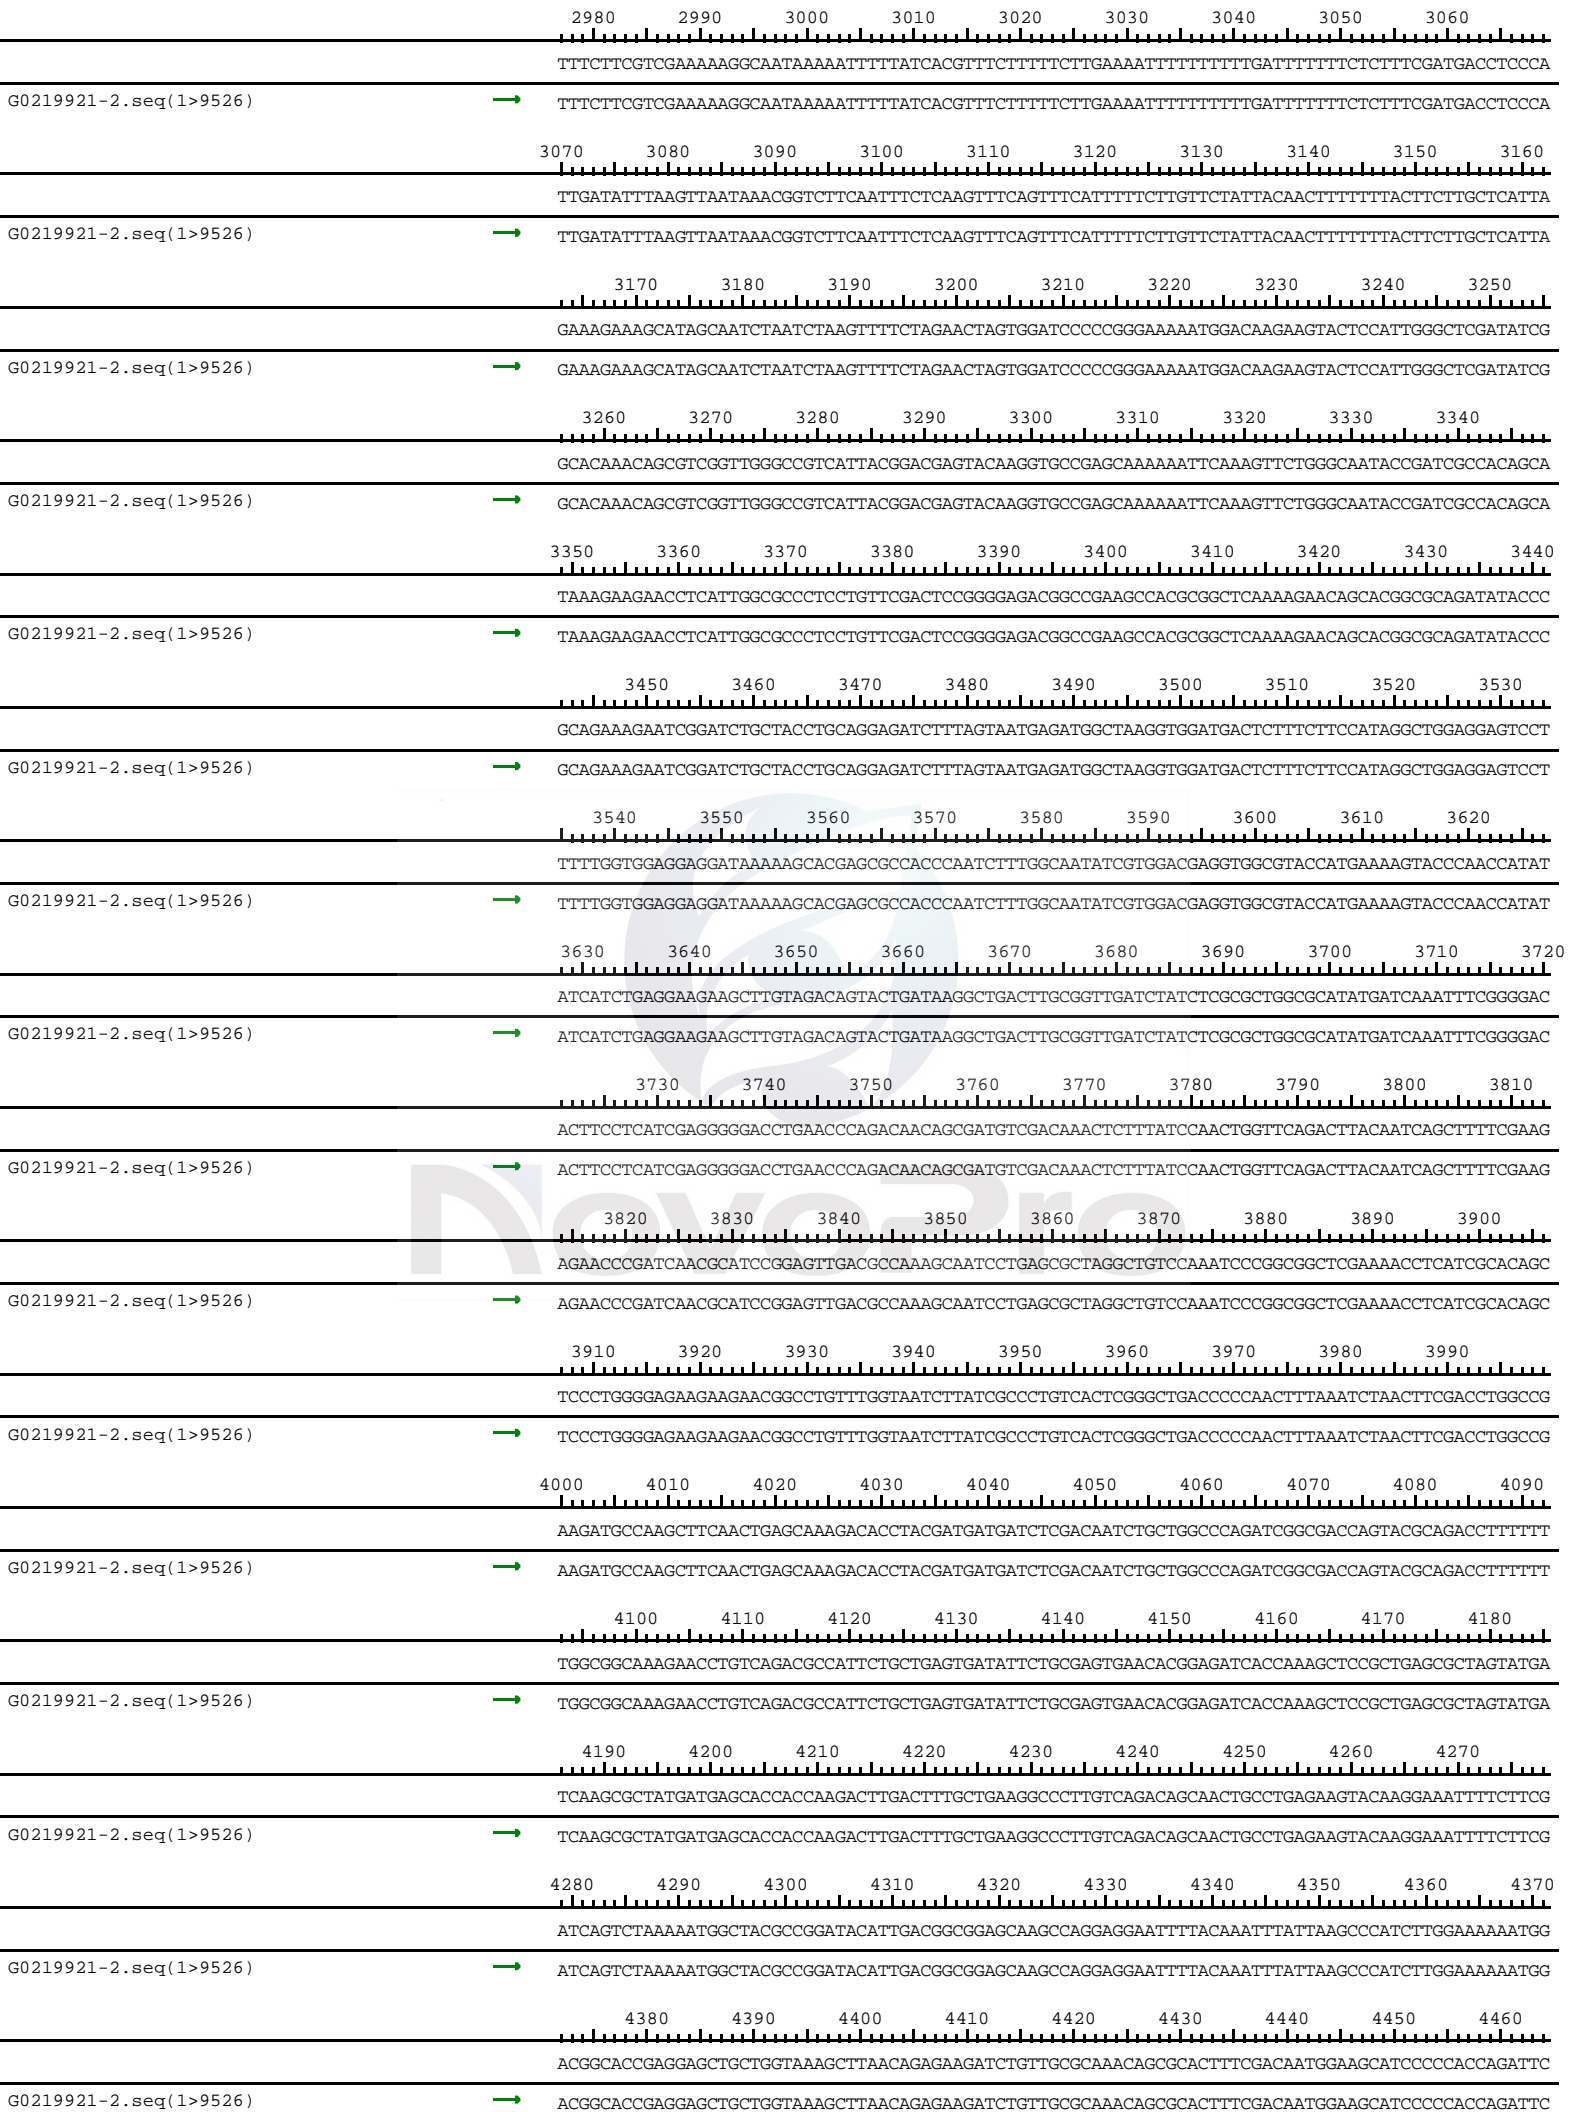 2980 2990 3000 3010 3020 3030 3040 3050 3060
TTTCTTCGTCGAAAAAGGCAATAAAAATTTTTATCACGTTTCTTTTTCTTGAAAATTTTTTTTTTGATTTTTTTCTCTTTCGATGACCTCCCA
G0219921-2.seq(1>9526) TTTCTTCGTCGAAAAAGGCAATAAAAATTTTTATCACGTTTCTTTTTCTTGAAAATTTTTTTTTTGATTTTTTTCTCTTTCGATGACCTCCCA
3070 3080 3090 3100 3110 3120 3130 3140 3150 3160
TTGATATTTAAGTTAATAAACGGTCTTCAATTTCTCAAGTTTCAGTTTCATTTTTCTTGTTCTATTACAACTTTTTTTACTTCTTGCTCATTA
G0219921-2.seq(1>9526) TTGATATTTAAGTTAATAAACGGTCTTCAATTTCTCAAGTTTCAGTTTCATTTTTCTTGTTCTATTACAACTTTTTTTACTTCTTGCTCATTA
3170 3180 3190 3200 3210 3220 3230 3240 3250
GAAAGAAAGCATAGCAATCTAATCTAAGTTTTCTAGAACTAGTGGATCCCCCGGGAAAAATGGACAAGAAGTACTCCATTGGGCTCGATATCG
G0219921-2.seq(1>9526) GAAAGAAAGCATAGCAATCTAATCTAAGTTTTCTAGAACTAGTGGATCCCCCGGGAAAAATGGACAAGAAGTACTCCATTGGGCTCGATATCG
3260 3270 3280 3290 3300 3310 3320 3330 3340
GCACAAACAGCGTCGGTTGGGCCGTCATTACGGACGAGTACAAGGTGCCGAGCAAAAAATTCAAAGTTCTGGGCAATACCGATCGCCACAGCA
G0219921-2.seq(1>9526) GCACAAACAGCGTCGGTTGGGCCGTCATTACGGACGAGTACAAGGTGCCGAGCAAAAAATTCAAAGTTCTGGGCAATACCGATCGCCACAGCA
3350 3360 3370 3380 3390 3400 3410 3420 3430 3440
TAAAGAAGAACCTCATTGGCGCCCTCCTGTTCGACTCCGGGGAGACGGCCGAAGCCACGCGGCTCAAAAGAACAGCACGGCGCAGATATACCC
G0219921-2.seq(1>9526) TAAAGAAGAACCTCATTGGCGCCCTCCTGTTCGACTCCGGGGAGACGGCCGAAGCCACGCGGCTCAAAAGAACAGCACGGCGCAGATATACCC
3450 3460 3470 3480 3490 3500 3510 3520 3530
GCAGAAAGAATCGGATCTGCTACCTGCAGGAGATCTTTAGTAATGAGATGGCTAAGGTGGATGACTCTTTCTTCCATAGGCTGGAGGAGTCCT
G0219921-2.seq(1>9526) GCAGAAAGAATCGGATCTGCTACCTGCAGGAGATCTTTAGTAATGAGATGGCTAAGGTGGATGACTCTTTCTTCCATAGGCTGGAGGAGTCCT
3540 3550 3560 3570 3580 3590 3600 3610 3620
TTTTGGTGGAGGAGGATAAAAAGCACGAGCGCCACCCAATCTTTGGCAATATCGTGGACGAGGTGGCGTACCATGAAAAGTACCCAACCATAT
G0219921-2.seq(1>9526) TTTTGGTGGAGGAGGATAAAAAGCACGAGCGCCACCCAATCTTTGGCAATATCGTGGACGAGGTGGCGTACCATGAAAAGTACCCAACCATAT
3630 3640 3650 3660 3670 3680 3690 3700 3710 3720
ATCATCTGAGGAAGAAGCTTGTAGACAGTACTGATAAGGCTGACTTGCGGTTGATCTATCTCGCGCTGGCGCATATGATCAAATTTCGGGGAC
G0219921-2.seq(1>9526) ATCATCTGAGGAAGAAGCTTGTAGACAGTACTGATAAGGCTGACTTGCGGTTGATCTATCTCGCGCTGGCGCATATGATCAAATTTCGGGGAC
3730 3740 3750 3760 3770 3780 3790 3800 3810
ACTTCCTCATCGAGGGGGACCTGAACCCAGACAACAGCGATGTCGACAAACTCTTTATCCAACTGGTTCAGACTTACAATCAGCTTTTCGAAG
G0219921-2.seq(1>9526) ACTTCCTCATCGAGGGGGACCTGAACCCAGACAACAGCGATGTCGACAAACTCTTTATCCAACTGGTTCAGACTTACAATCAGCTTTTCGAAG
NovoPro
3820 3830 3840 3850 3860 3870 3880 3890 3900
AGAACCCGATCAACGCATCCGGAGTTGACGCCAAAGCAATCCTGAGCGCTAGGCTGTCCAAATCCCGGCGGCTCGAAAACCTCATCGCACAGC
G0219921-2.seq(1>9526) AGAACCCGATCAACGCATCCGGAGTTGACGCCAAAGCAATCCTGAGCGCTAGGCTGTCCAAATCCCGGCGGCTCGAAAACCTCATCGCACAGC
3910 3920 3930 3940 3950 3960 3970 3980 3990
TCCCTGGGGAGAAGAAGAACGGCCTGTTTGGTAATCTTATCGCCCTGTCACTCGGGCTGACCCCCAACTTTAAATCTAACTTCGACCTGGCCG
G0219921-2.seq(1>9526) TCCCTGGGGAGAAGAAGAACGGCCTGTTTGGTAATCTTATCGCCCTGTCACTCGGGCTGACCCCCAACTTTAAATCTAACTTCGACCTGGCCG
4000 4010 4020 4030 4040 4050 4060 4070 4080 4090
AAGATGCCAAGCTTCAACTGAGCAAAGACACCTACGATGATGATCTCGACAATCTGCTGGCCCAGATCGGCGACCAGTACGCAGACCTTTTTT
G0219921-2.seq(1>9526) AAGATGCCAAGCTTCAACTGAGCAAAGACACCTACGATGATGATCTCGACAATCTGCTGGCCCAGATCGGCGACCAGTACGCAGACCTTTTTT
4100 4110 4120 4130 4140 4150 4160 4170 4180
TGGCGGCAAAGAACCTGTCAGACGCCATTCTGCTGAGTGATATTCTGCGAGTGAACACGGAGATCACCAAAGCTCCGCTGAGCGCTAGTATGA
G0219921-2.seq(1>9526) TGGCGGCAAAGAACCTGTCAGACGCCATTCTGCTGAGTGATATTCTGCGAGTGAACACGGAGATCACCAAAGCTCCGCTGAGCGCTAGTATGA
4190 4200 4210 4220 4230 4240 4250 4260 4270
TCAAGCGCTATGATGAGCACCACCAAGACTTGACTTTGCTGAAGGCCCTTGTCAGACAGCAACTGCCTGAGAAGTACAAGGAAATTTTCTTCG
G0219921-2.seq(1>9526) TCAAGCGCTATGATGAGCACCACCAAGACTTGACTTTGCTGAAGGCCCTTGTCAGACAGCAACTGCCTGAGAAGTACAAGGAAATTTTCTTCG
4280 4290 4300 4310 4320 4330 4340 4350 4360 4370
ATCAGTCTAAAAATGGCTACGCCGGATACATTGACGGCGGAGCAAGCCAGGAGGAATTTTACAAATTTATTAAGCCCATCTTGGAAAAAATGG
G0219921-2.seq(1>9526) ATCAGTCTAAAAATGGCTACGCCGGATACATTGACGGCGGAGCAAGCCAGGAGGAATTTTACAAATTTATTAAGCCCATCTTGGAAAAAATGG
4380 4390 4400 4410 4420 4430 4440 4450 4460
ACGGCACCGAGGAGCTGCTGGTAAAGCTTAACAGAGAAGATCTGTTGCGCAAACAGCGCACTTTCGACAATGGAAGCATCCCCCACCAGATTC
G0219921-2.seq(1>9526) ACGGCACCGAGGAGCTGCTGGTAAAGCTTAACAGAGAAGATCTGTTGCGCAAACAGCGCACTTTCGACAATGGAAGCATCCCCCACCAGATTC